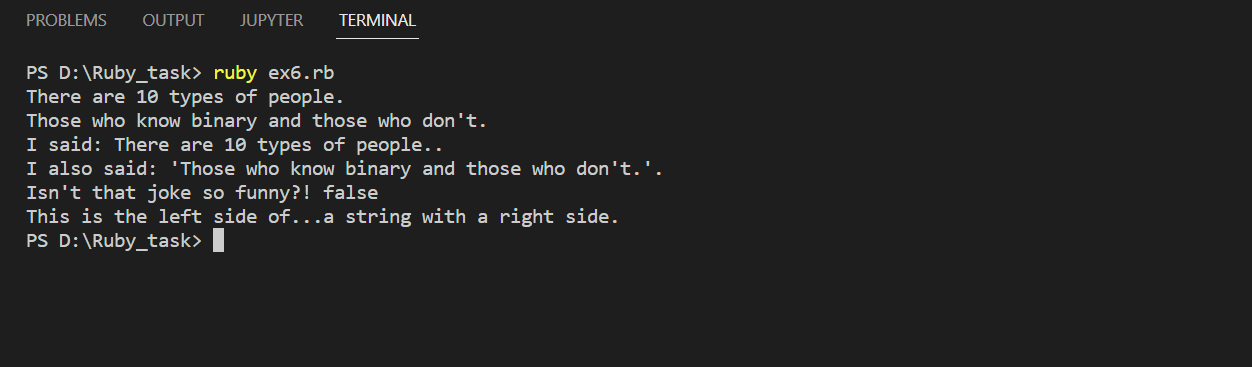 PROBLEMS OUTPUT JUPYTER TERMINAL
PS D:\Ruby_task> ruby ex6.rb
There are 10 types of people.
Those who know binary and those who don't.
I said: There are 10 types of people..
I also said: 'Those who know binary and those who don't.'.
Isn't that joke so funny?! false
This is the left side of...a string with a right side.
PS D:\Ruby_task>